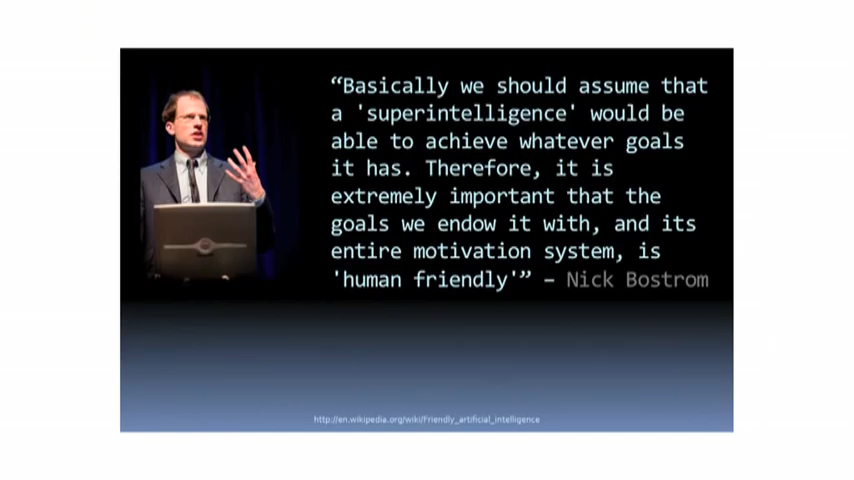 “Basically we should assume that
a 'superintelligence' would be
able to achieve whatever goals
it has. Therefore, it is
extremely important that the
goals we endow it with, and its
entire motivation system, is
'human friendly'” – Nick Bostrom
http://en.wikipedia.org/wiki/Friendly_artificial_intelligence